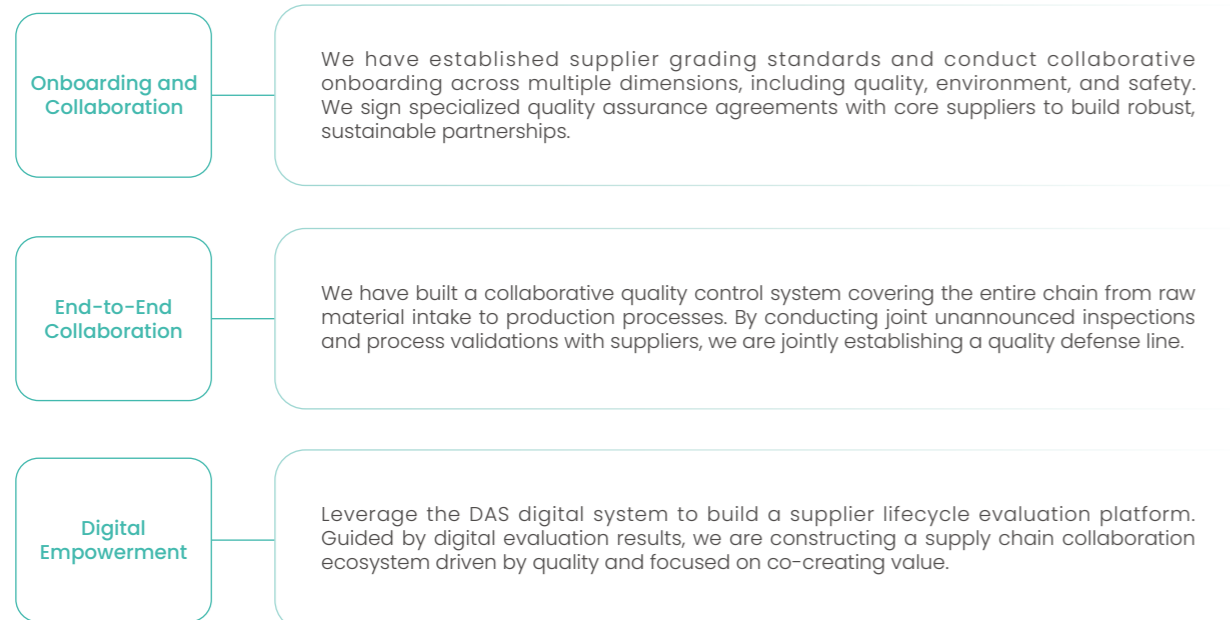 Onboarding and
Collaboration
We have established supplier grading standards and conduct collaborative
onboarding across multiple dimensions, including quality, environment, and safety.
We sign specialized quality assurance agreements with core suppliers to build robust,
sustainable partnerships.
End-to-End
Collaboration
We have built a collaborative quality control system covering the entire chain from raw
material intake to production processes. By conducting joint unannounced inspections
and process validations with suppliers, we are jointly establishing a quality defense line.
Digital
Empowerment
Leverage the DAS digital system to build a supplier lifecycle evaluation platform.
Guided by digital evaluation results, we are constructing a supply chain collaboration
ecosystem driven by quality and focused on co-creating value.